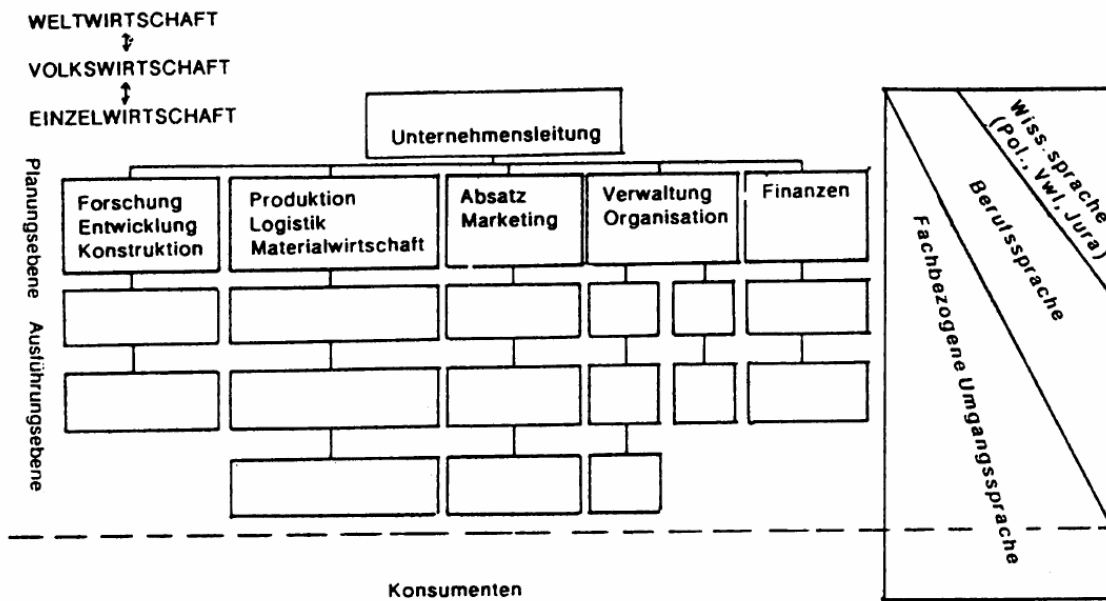 WELTWIRTSCHAFT
VOLKSWIRTSCHAFT
EINZELWIRTSCHAFT
Unternehmensleitung
Planungsebene
Ausführungsebene
Forschung
Entwicklung
Konstruktion
Produktion
Logistik
Materialwirtschaft
Absatz
Marketing
Verwaltung
Organisation
Finanzen
Fachbezogene Umgangssprache
Berufssprache
Wiss.sprache
(Pol., Vwl, Jura)
Konsumenten